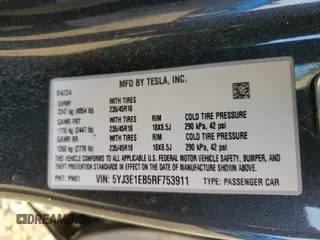 MFD BY TESLA, INC.
04/24
GVWR WITH TIRES
2247 kg (4954 lb) 235/45R18
GAWR FRT WITH TIRES RIM COLD TIRE PRESSURE
1110 kg (2447 lb) 235/45R18 18X8.5J 290 kPa, 42 psi
GAWR RR WITH TIRES RIM COLD TIRE PRESSURE
1260 kg (2778 lb) 235/45R18 18X8.5J 290 kPa, 42 psi
THIS VEHICLE CONFORMS TO ALL APPLICABLE FEDERAL MOTOR VEHICLE SAFETY, BUMPER, AND THEFT PREVENTION
STANDARDS IN EFFECT ON THE DATE OF MANUFACTURE SHOWN ABOVE.
PNT: PN01 VIN: 5YJ3E1EB5RF753911 TYPE: PASSENGER CAR